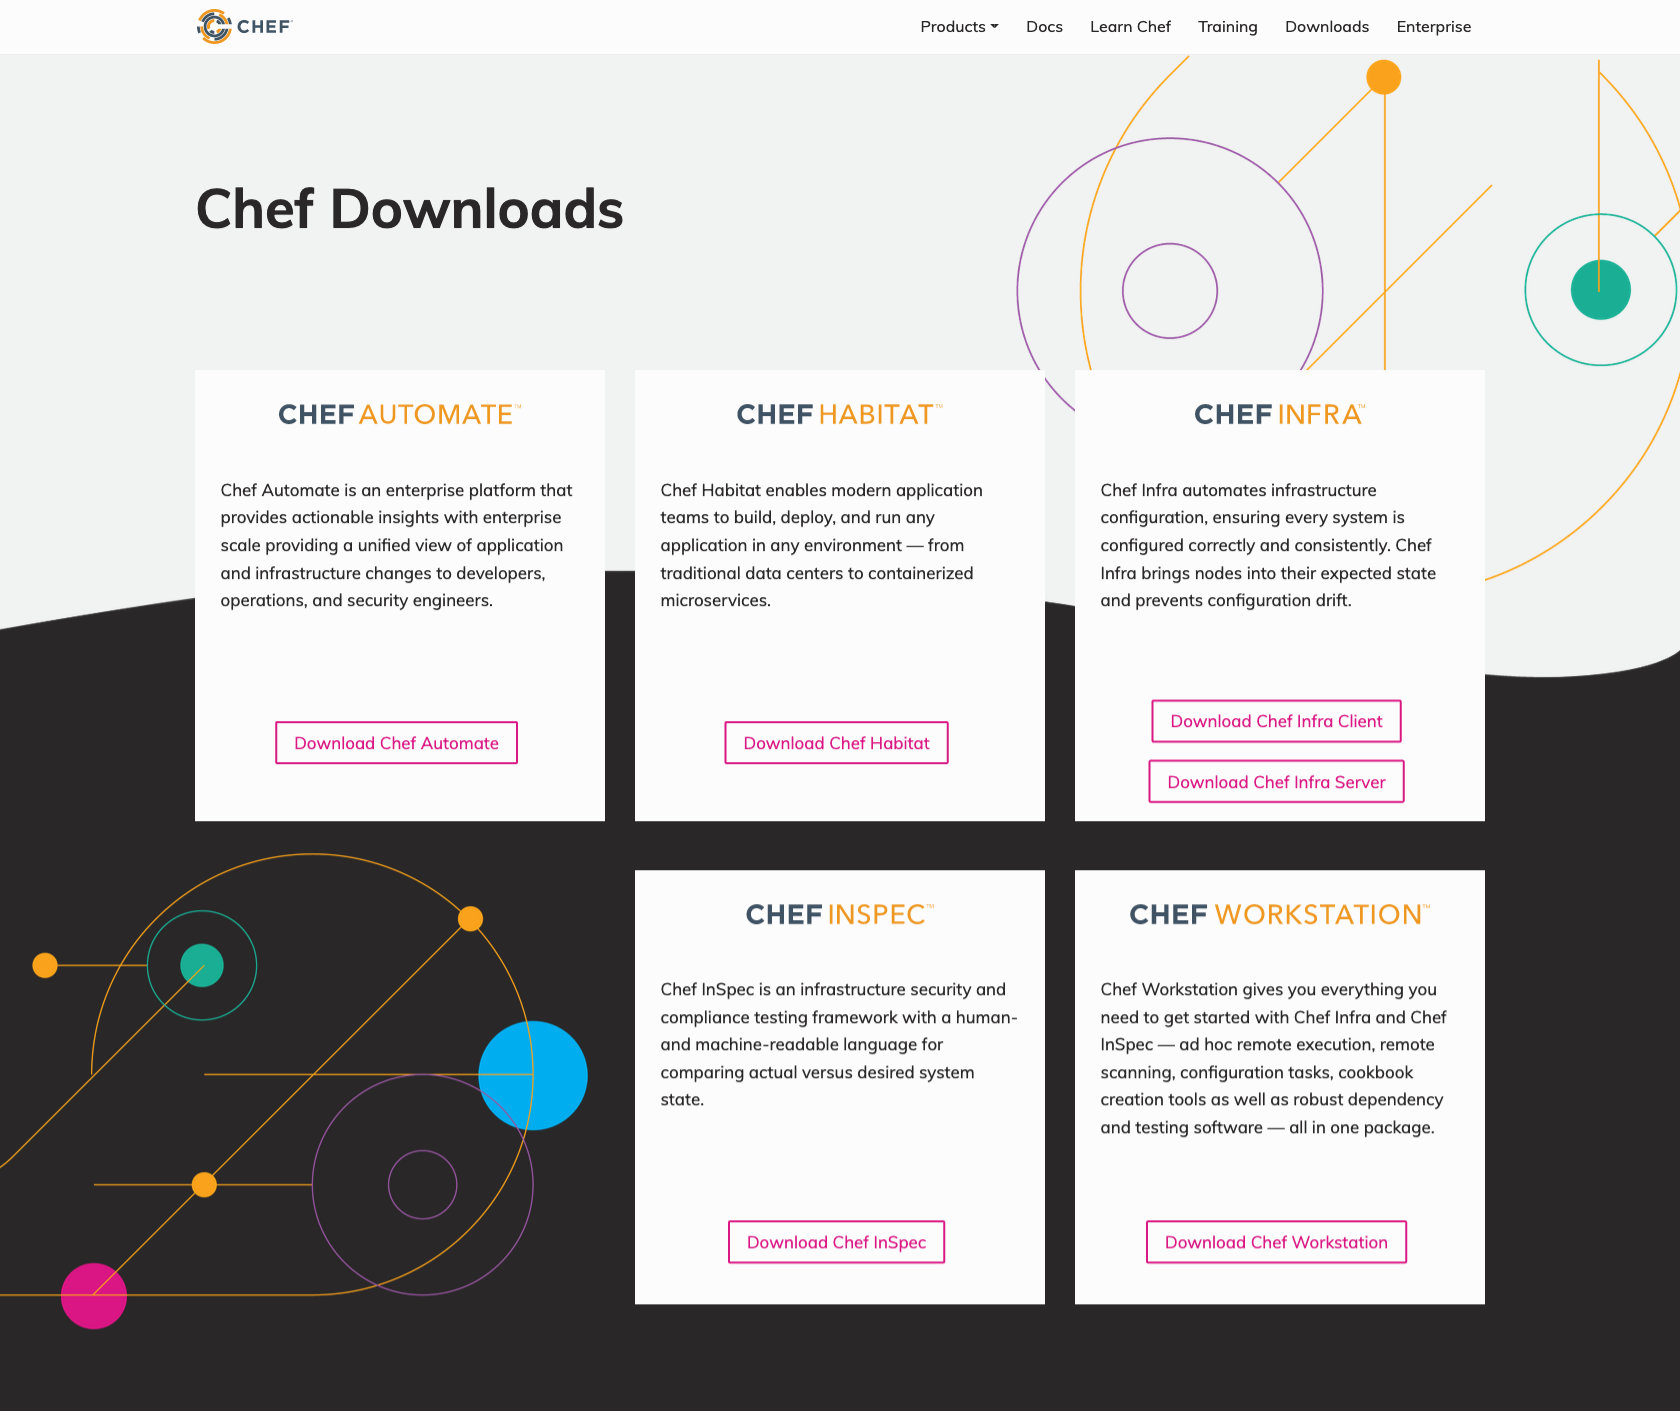 CHEF
Products Docs Learn Chef Training Downloads Enterprise
Chef Downloads
CHEF AUTOMATE™
Chef Automate is an enterprise platform that
provides actionable insights with enterprise
scale providing a unified view of application
and infrastructure changes to developers,
operations, and security engineers.
Download Chef Automate
CHEF HABITAT™
Chef Habitat enables modern application
teams to build, deploy, and run any
application in any environment — from
traditional data centers to containerized
microservices.
Download Chef Habitat
CHEF INFRA™
Chef Infra automates infrastructure
configuration, ensuring every system is
configured correctly and consistently. Chef
Infra brings nodes into their expected state
and prevents configuration drift.
Download Chef Infra Client
Download Chef Infra Server
CHEF INSPEC™
Chef InSpec is an infrastructure security and
compliance testing framework with a human-
and machine-readable language for
comparing actual versus desired system
state.
Download Chef InSpec
CHEF WORKSTATION™
Chef Workstation gives you everything you
need to get started with Chef Infra and Chef
InSpec — ad hoc remote execution, remote
scanning, configuration tasks, cookbook
creation tools as well as robust dependency
and testing software — all in one package.
Download Chef Workstation